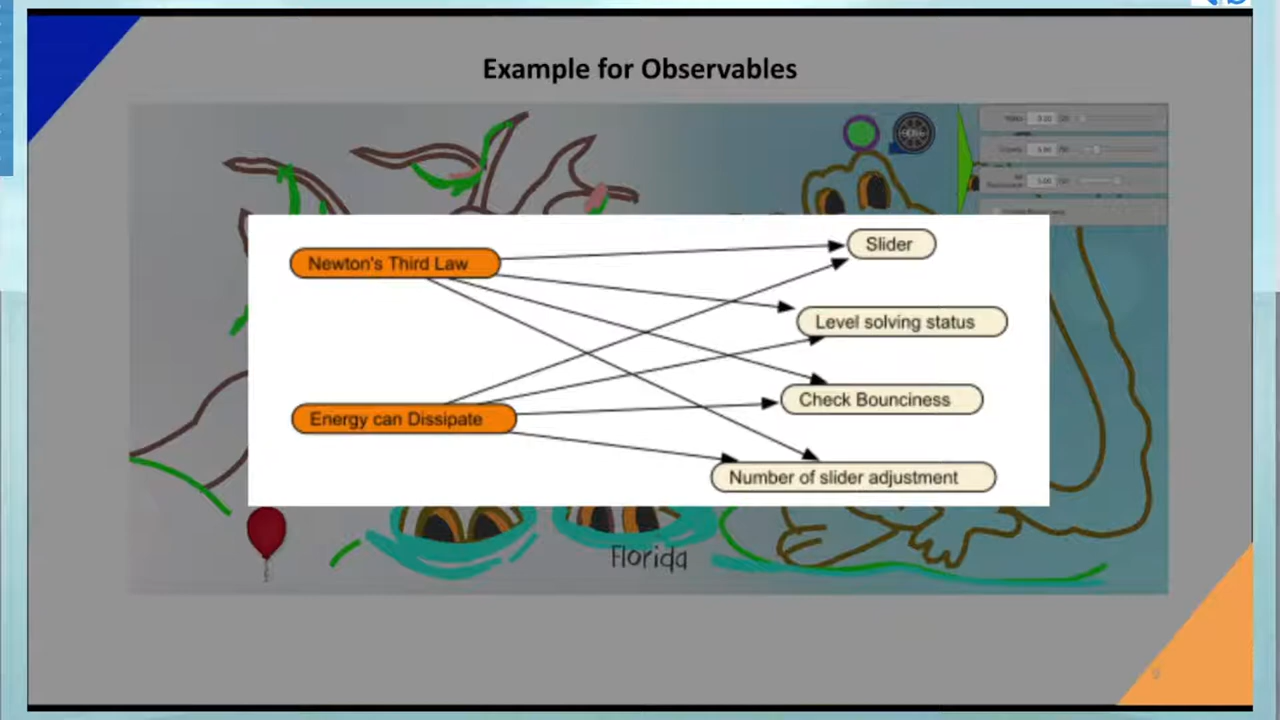 Example for Observables
Slider
Newton's Third Law
Level solving status
Check Bounciness
Energy can Dissipate
Number of slider adjustment
Florida
9